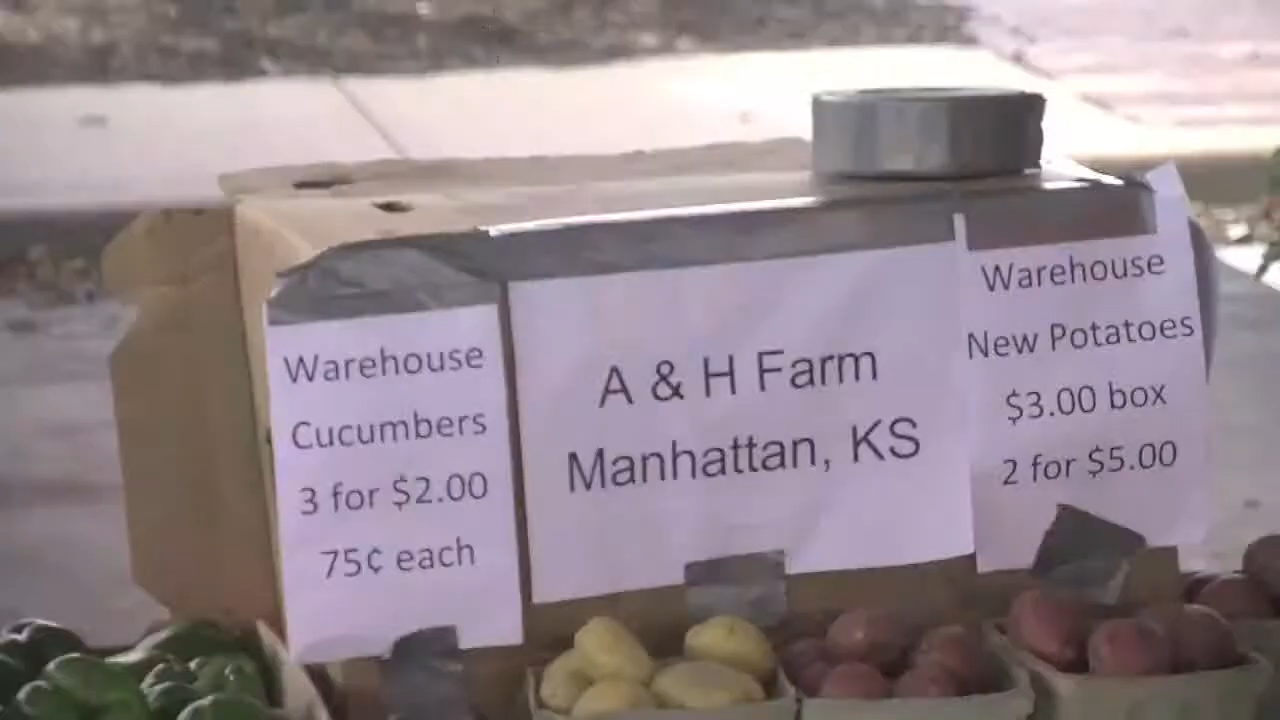 Warehouse
Cucumbers
3 for $2.00
75¢ each
A & H Farm
Manhattan, KS
Warehouse
New Potatoes
$3.00 box
2 for $5.00